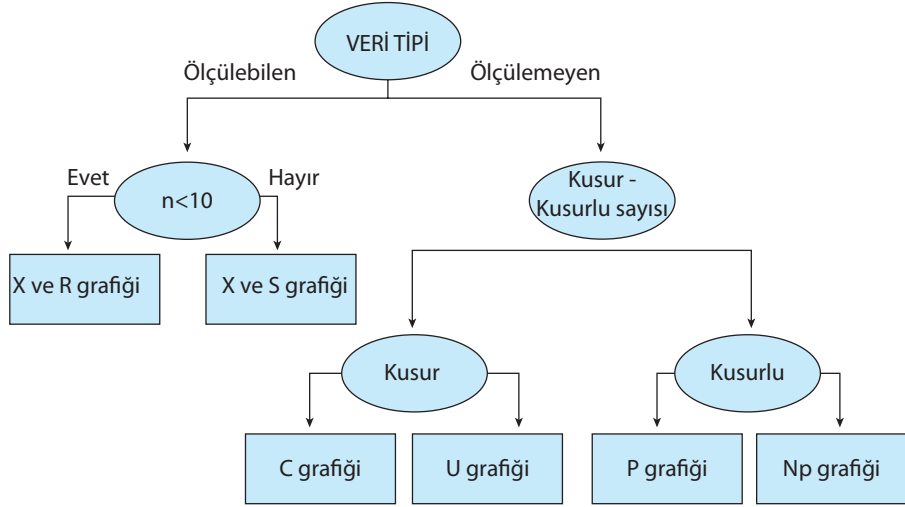 VERİ TİPİ
Ölçülebilen
Ölçülemeyen
Evet
n<10
Hayır
Kusur -
Kusurlu sayısı
X ve R grafiği
X ve S grafiği
Kusur
Kusurlu
C grafiği
U grafiği
P grafiği
Np grafiği